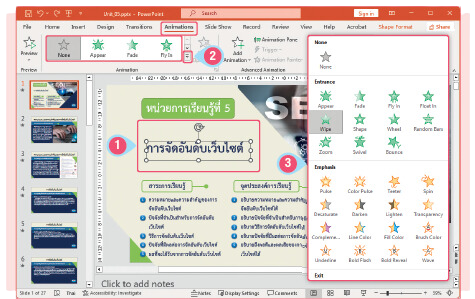 Unit_05.pptx - PowerPoint
Search
Sign in
File Home Insert Design Transitions Animations Slide Show Record Review View Help Acrobat Shape Format Share
Preview
None Appear Fade Fly In
Add Animation
Animation Pane
Trigger
Animation Painter
Preview Animation Advanced Animation
2
None
None
Entrance
Appear Fade Fly In Float In
Wipe Shape Wheel Random Bars
Zoom Swivel Bounce
Emphasis
Pulse Color Pulse Teeter Spin
Desaturate Darken Lighten Transparency
Compleme... Line Color Fill Color Brush Color
Underline Bold Flash Bold Reveal Wave
Exit
หน่วยการเรียนรู้ที่ 5
SE
1
การจัดอันดับเว็บไซต์
3
สาระการเรียนรู้
จุดประสงค์การเรียนรู้
Click to add notes
Slide 1 of 27 Thai Accessibility: Investigate Notes Display Settings Comments 59%